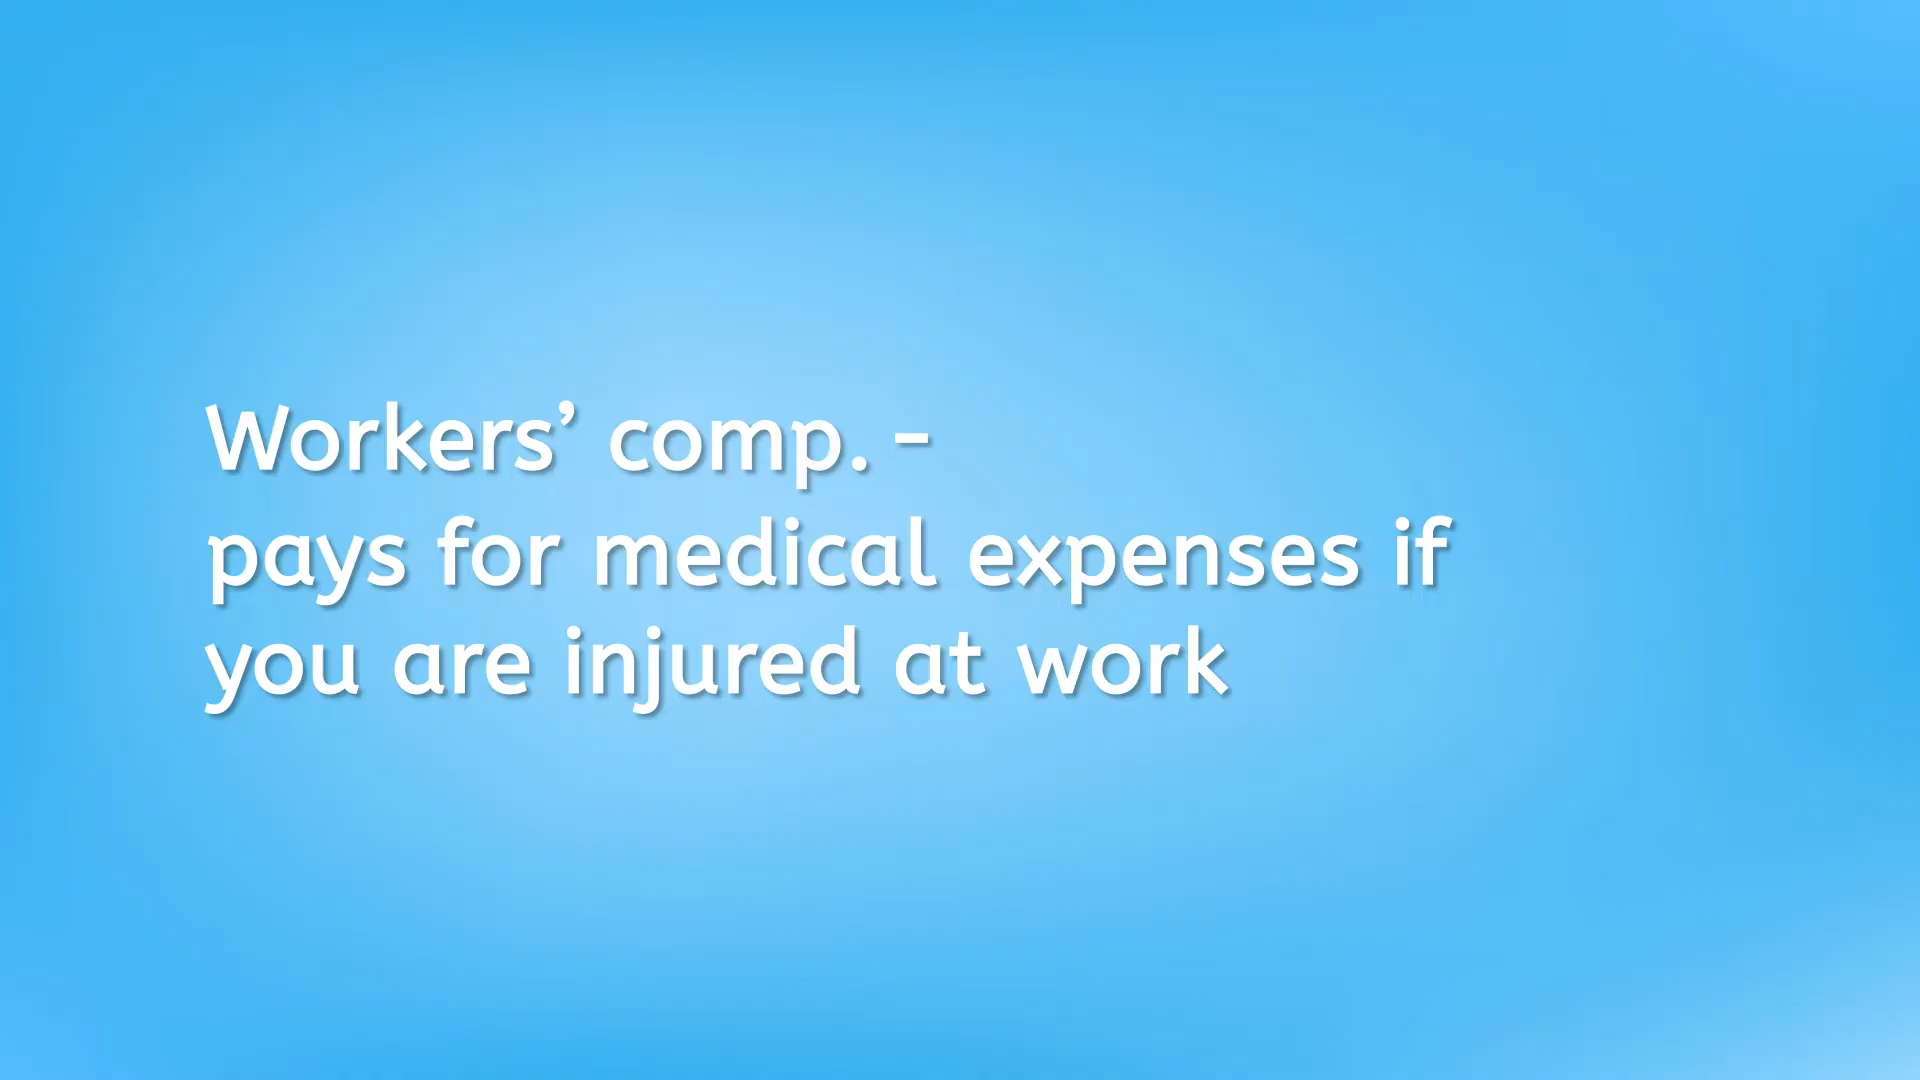 Workers’ comp. -
pays for medical expenses if
you are injured at work